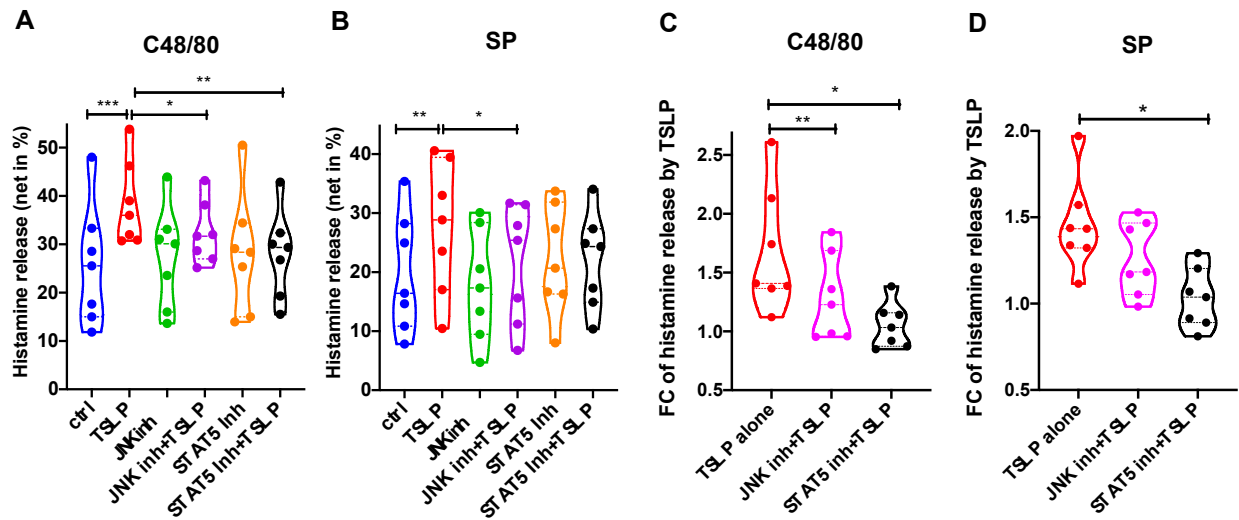 A
C48/80
Histamine release (net in %)
50
40
30
20
10
0
***
*
**
ctrl
TSLP
JNKinh
JNK inh+TSLP
STAT5 Inh
STAT5 Inh+TSLP
B
SP
Histamine release (net in %)
40
30
20
10
0
**
*
ctrl
TSLP
JNKinh
JNK inh+TSLP
STAT5 Inh
STAT5 Inh+TSLP
C
C48/80
FC of histamine release by TSLP
2.5
2.0
1.5
1.0
0.5
*
**
TSLP alone
JNK inh+TSLP
STAT5 inh+TSLP
D
SP
FC of histamine release by TSLP
2.0
1.5
1.0
0.5
*
TSLP alone
JNK inh+TSLP
STAT5 inh+TSLP